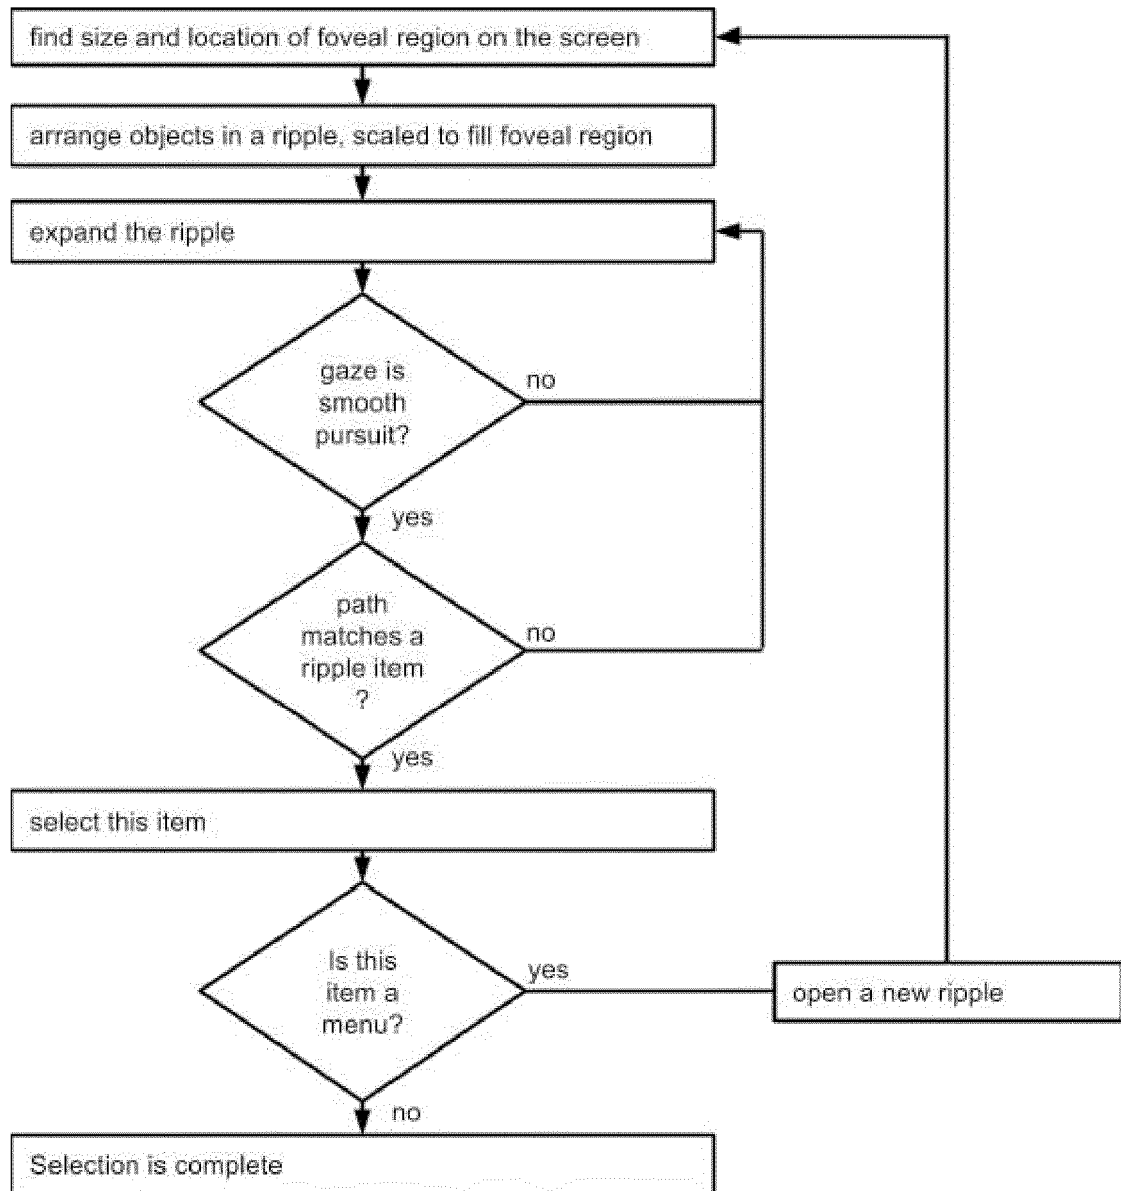 find size and location of foveal region on the screen
arrange objects in a ripple, scaled to fill foveal region
expand the ripple
gaze is
smooth
pursuit?
no
yes
path
matches a
ripple item
?
no
yes
select this item
Is this
item a
menu?
yes
open a new ripple
no
Selection is complete